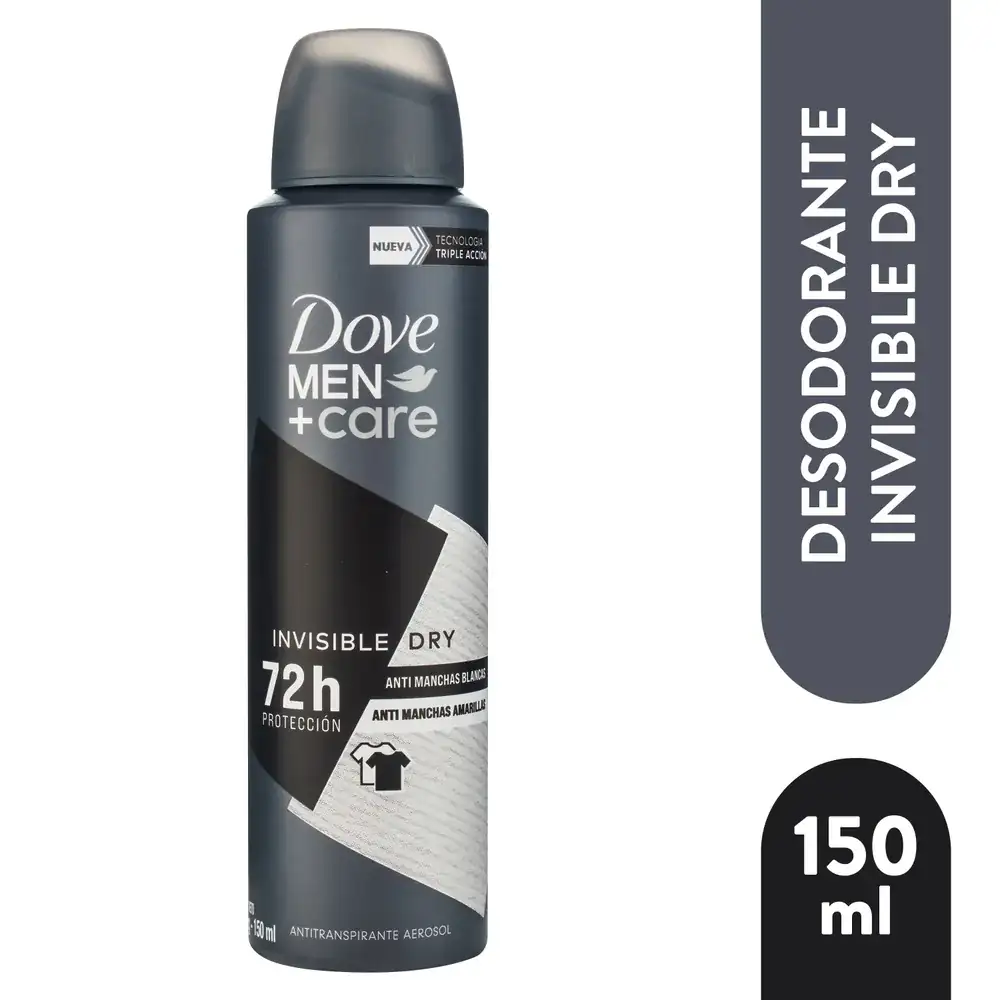 NUEVA
TECNOLOGIA
TRIPLE ACCION
Dove
MEN
+care
INVISIBLE DRY
72h
PROTECCIÓN
ANTI MANCHAS BLANCAS
ANTI MANCHAS AMARILLAS
150 ml
ANTITRANSPIRANTE AEROSOL
DESODORANTE
INVISIBLE DRY
150
ml